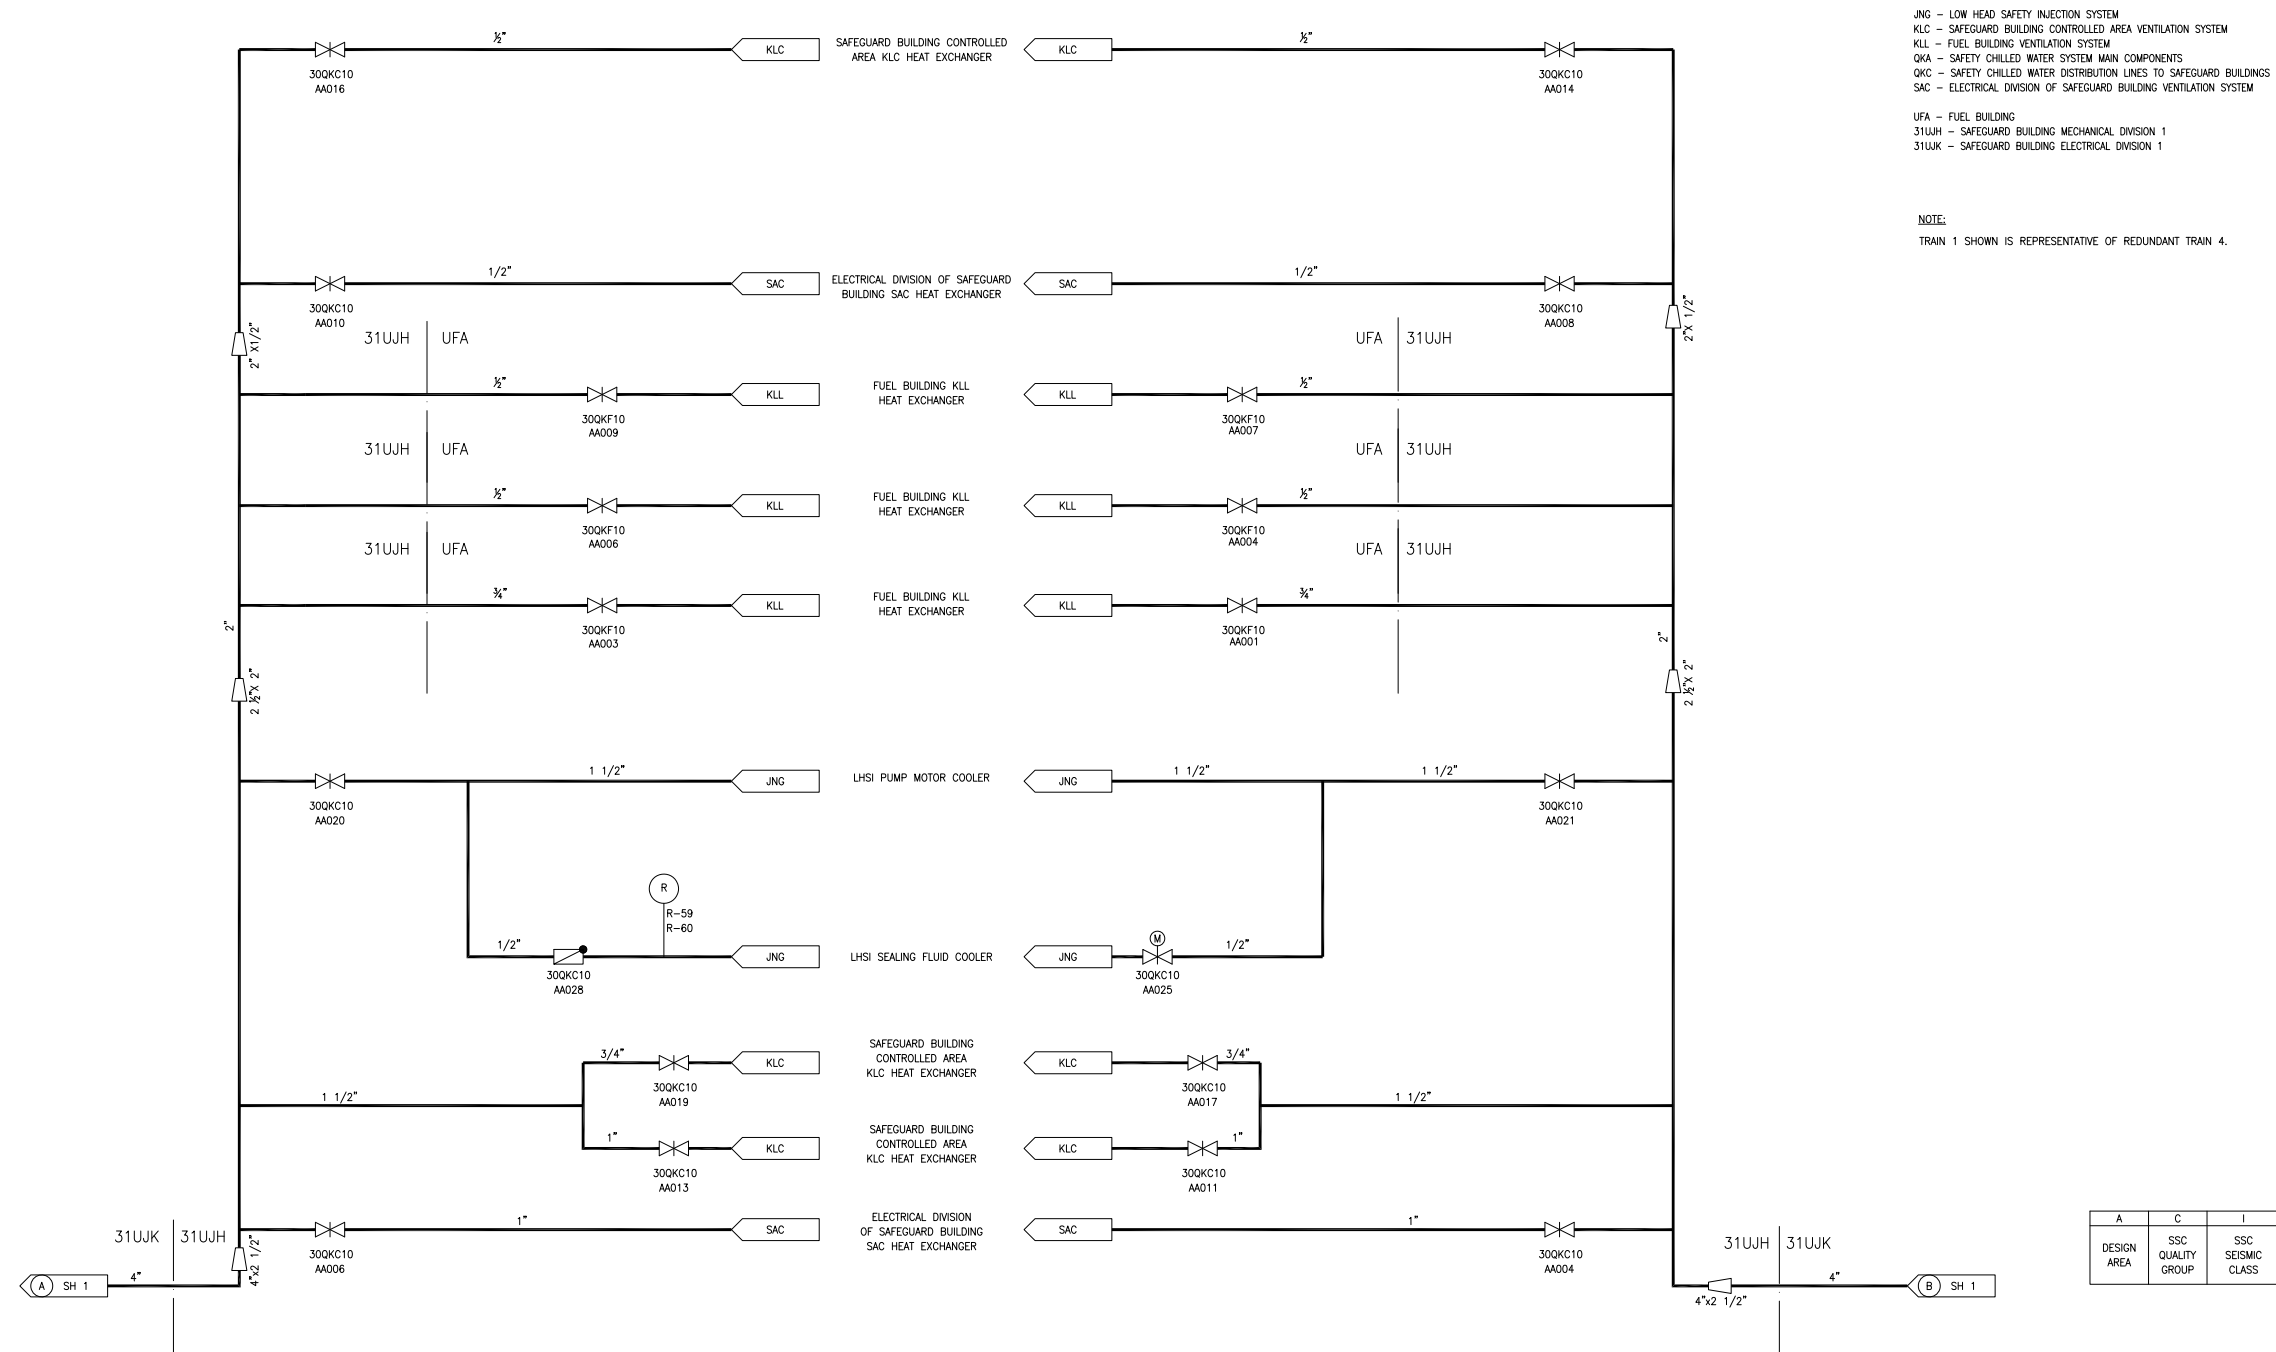 JNG – LOW HEAD SAFETY INJECTION SYSTEM
KLC – SAFEGUARD BUILDING CONTROLLED AREA VENTILATION SYSTEM
KLL – FUEL BUILDING VENTILATION SYSTEM
QKA – SAFETY CHILLED WATER SYSTEM MAIN COMPONENTS
QKC – SAFETY CHILLED WATER DISTRIBUTION LINES TO SAFEGUARD BUILDINGS
SAC – ELECTRICAL DIVISION OF SAFEGUARD BUILDING VENTILATION SYSTEM
UFA – FUEL BUILDING
31UJH – SAFEGUARD BUILDING MECHANICAL DIVISION 1
31UJK – SAFEGUARD BUILDING ELECTRICAL DIVISION 1
NOTE:
TRAIN 1 SHOWN IS REPRESENTATIVE OF REDUNDANT TRAIN 4.
½"
KLC
SAFEGUARD BUILDING CONTROLLED
AREA KLC HEAT EXCHANGER
KLC
½"
30QKC10
AA016
30QKC10
AA014
1/2"
SAC
ELECTRICAL DIVISION OF SAFEGUARD
BUILDING SAC HEAT EXCHANGER
SAC
1/2"
30QKC10
AA010
30QKC10
AA008
2" X1/2"
2"X 1/2"
31UJH
UFA
UFA
31UJH
½"
KLL
FUEL BUILDING KLL
HEAT EXCHANGER
KLL
½"
30QKF10
AA009
30QKF10
AA007
31UJH
UFA
UFA
31UJH
½"
KLL
FUEL BUILDING KLL
HEAT EXCHANGER
KLL
½"
30QKF10
AA006
30QKF10
AA004
31UJH
UFA
UFA
31UJH
¾"
KLL
FUEL BUILDING KLL
HEAT EXCHANGER
KLL
¾"
30QKF10
AA003
30QKF10
AA001
2"
2"
2 ½"X 2"
2 ½"X 2"
1 1/2"
JNG
LHSI PUMP MOTOR COOLER
JNG
1 1/2"
1 1/2"
30QKC10
AA020
30QKC10
AA021
R
R-59
R-60
1/2"
JNG
LHSI SEALING FLUID COOLER
JNG
M
1/2"
30QKC10
AA028
30QKC10
AA025
3/4"
KLC
SAFEGUARD BUILDING
CONTROLLED AREA
KLC HEAT EXCHANGER
KLC
3/4"
30QKC10
AA019
30QKC10
AA017
1 1/2"
1 1/2"
1"
KLC
SAFEGUARD BUILDING
CONTROLLED AREA
KLC HEAT EXCHANGER
KLC
1"
30QKC10
AA013
30QKC10
AA011
1"
SAC
ELECTRICAL DIVISION
OF SAFEGUARD BUILDING
SAC HEAT EXCHANGER
SAC
1"
30QKC10
AA006
30QKC10
AA004
31UJK
31UJH
4"x2 1/2"
A SH 1
4"
31UJH
31UJK
4"x2 1/2"
4"
B SH 1
A
C
I
DESIGN
AREA
SSC
QUALITY
GROUP
SSC
SEISMIC
CLASS